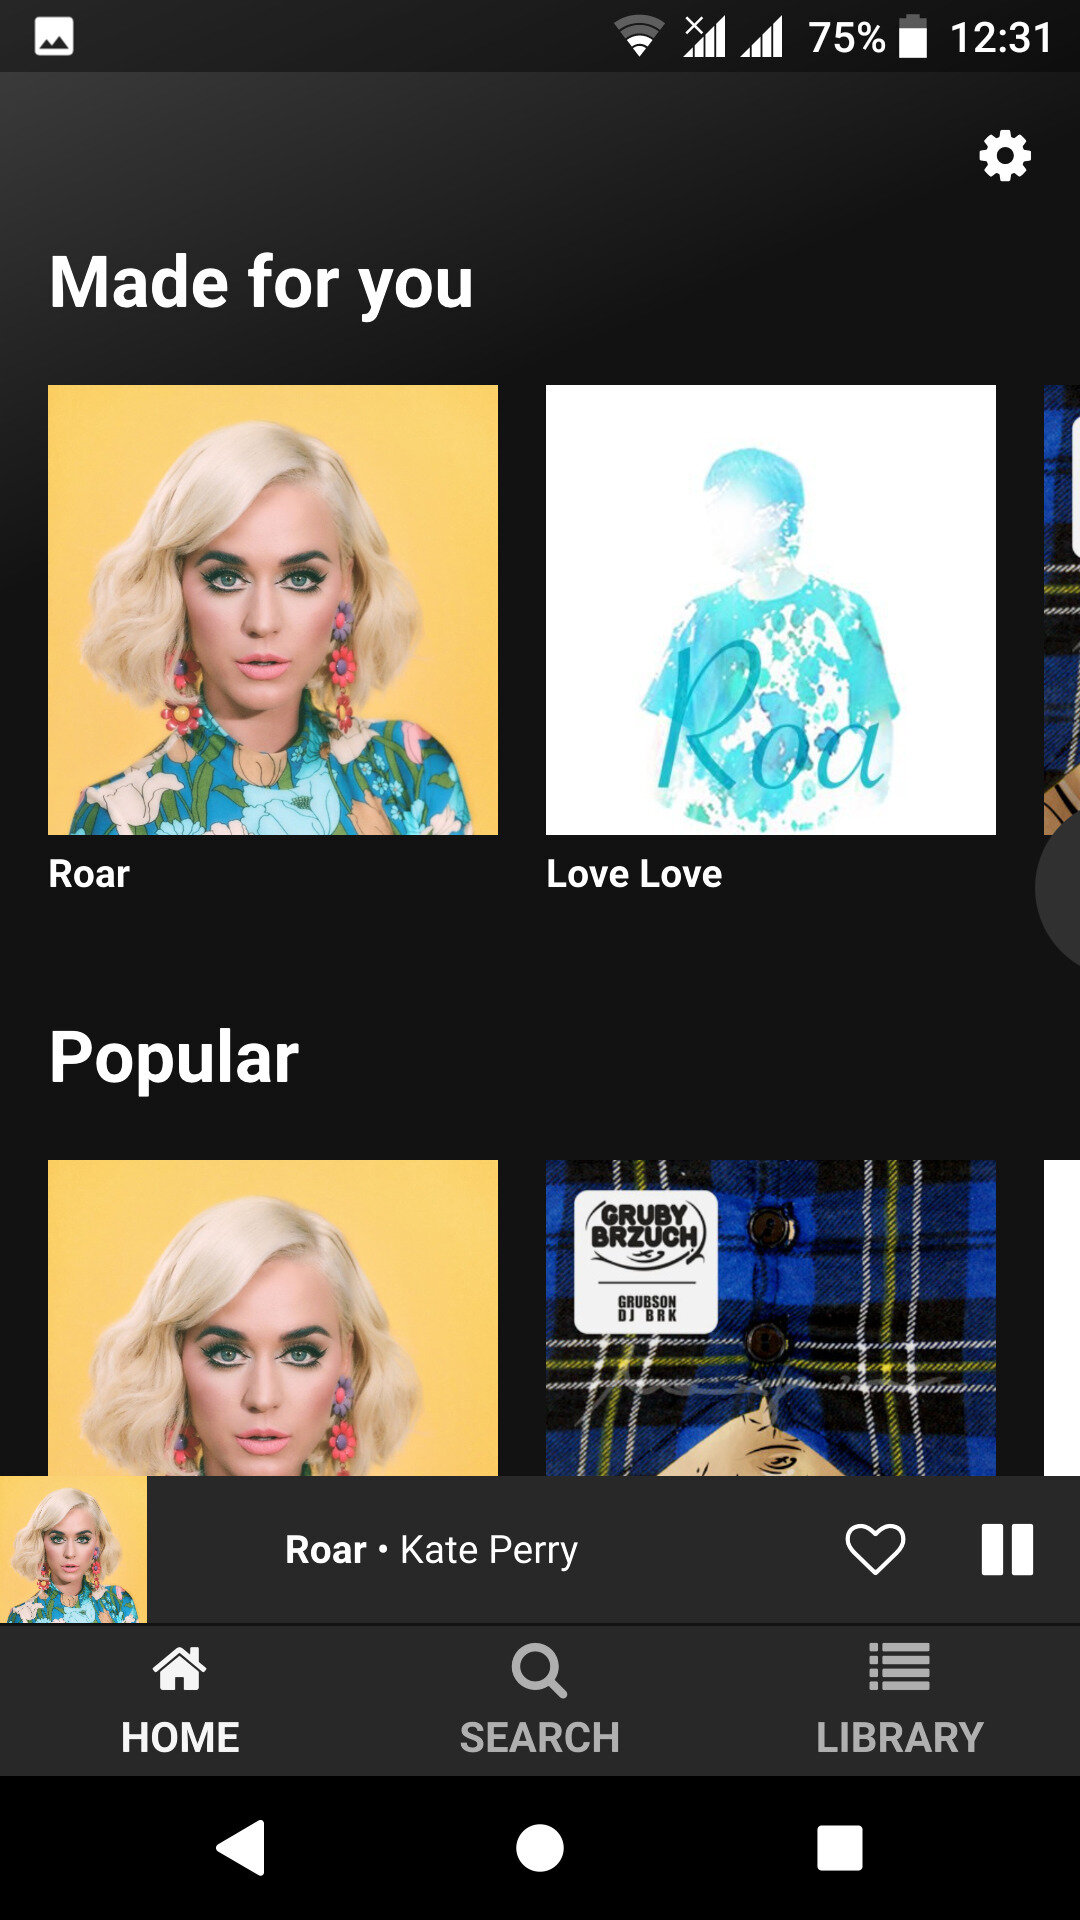 75% 12:31
Made for you
Roa
Roar
Love Love
Popular
GRUBY
BRZUCH
GRUBSON
DJ BRK
Roar • Kate Perry
HOME
SEARCH
LIBRARY